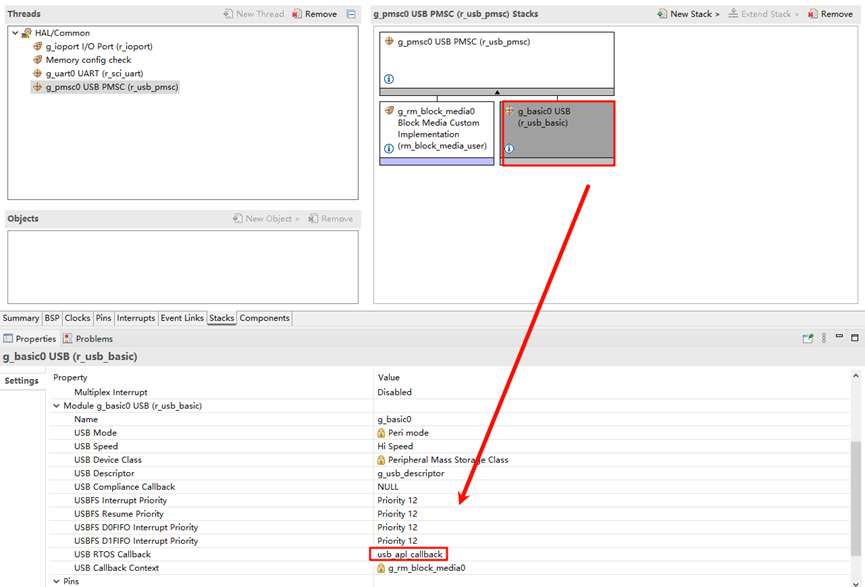 Threads
New Thread Remove
HAL/Common
g_ioport I/O Port (r_ioport)
Memory config check
g_uart0 UART (r_sci_uart)
g_pmsc0 USB PMSC (r_usb_pmsc)
Objects
New Object > Remove
g_pmsc0 USB PMSC (r_usb_pmsc) Stacks
New Stack > Extend Stack > Remove
g_pmsc0 USB PMSC (r_usb_pmsc)
g_rm_block_media0
Block Media Custom
Implementation
(rm_block_media_user)
g_basic0 USB
(r_usb_basic)
Summary BSP Clocks Pins Interrupts Event Links Stacks Components
Properties Problems
g_basic0 USB (r_usb_basic)
Settings
Property Value
Multiplex Interrupt Disabled
Module g_basic0 USB (r_usb_basic)
Name g_basic0
USB Mode Peri mode
USB Speed Hi Speed
USB Device Class Peripheral Mass Storage Class
USB Descriptor g_usb_descriptor
USB Compliance Callback NULL
USBFS Interrupt Priority Priority 12
USBFS Resume Priority Priority 12
USBFS D0FIFO Interrupt Priority Priority 12
USBFS D1FIFO Interrupt Priority Priority 12
USB RTOS Callback usb_apl_callback
USB Callback Context g_rm_block_media0
Pins